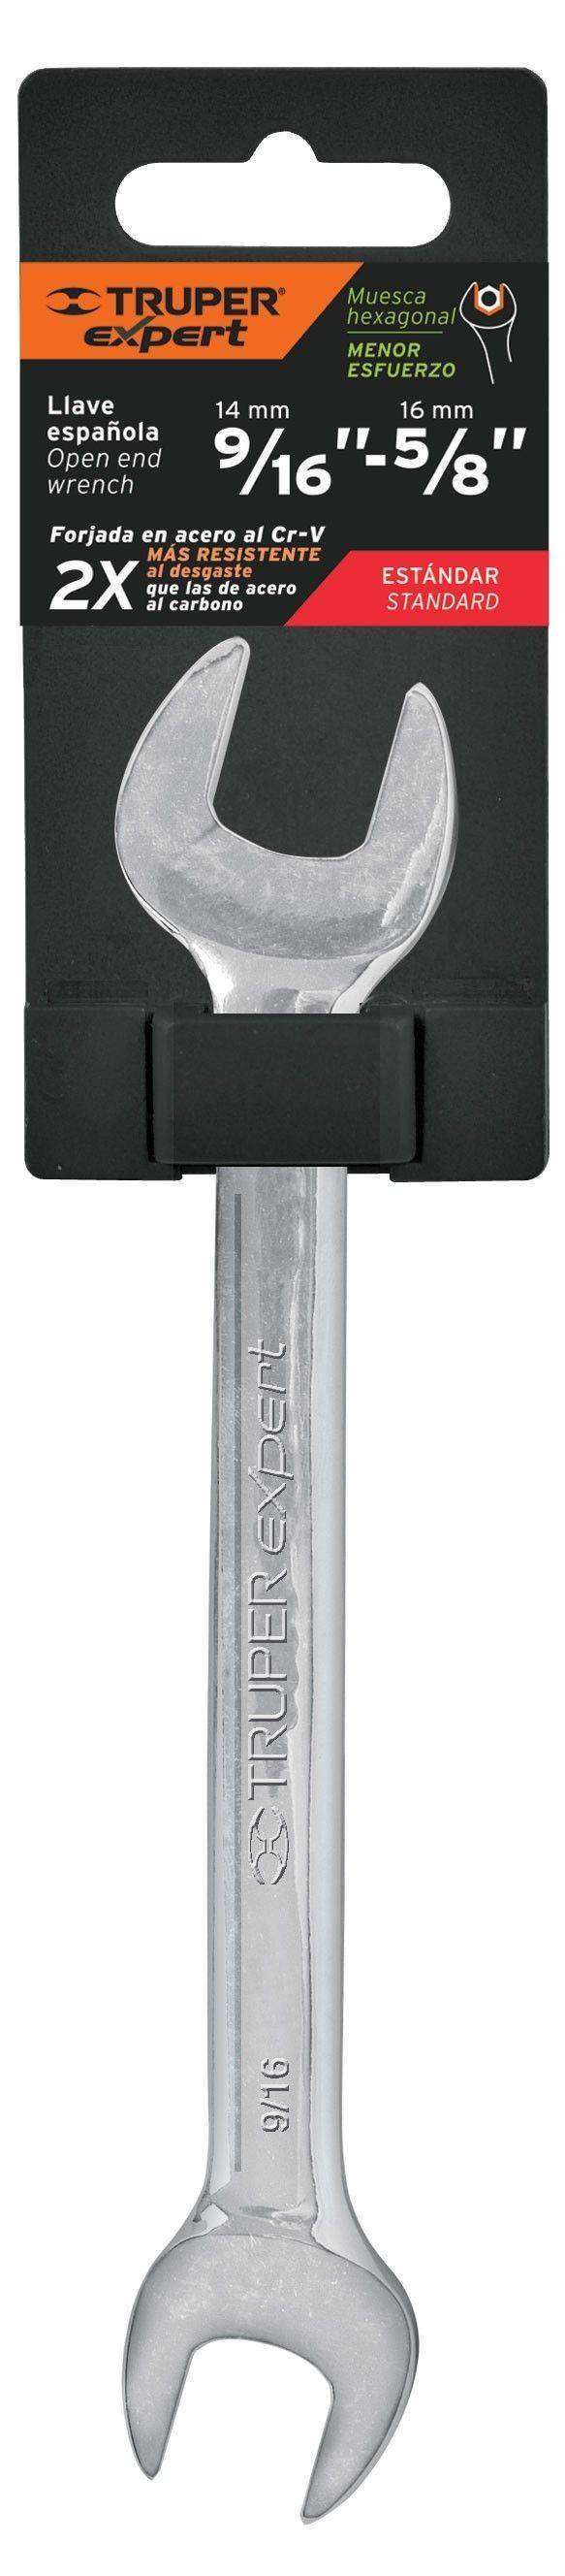 TRUPER®
expert
Muesca
hexagonal
MENOR
ESFUERZO
Llave
española
Open end
wrench
14 mm 16 mm
9/16"-5/8"
Forjada en acero al Cr-V
2X MÁS RESISTENTE
al desgaste
que las de acero
al carbono
ESTÁNDAR
STANDARD
TRUPER expert
9/16